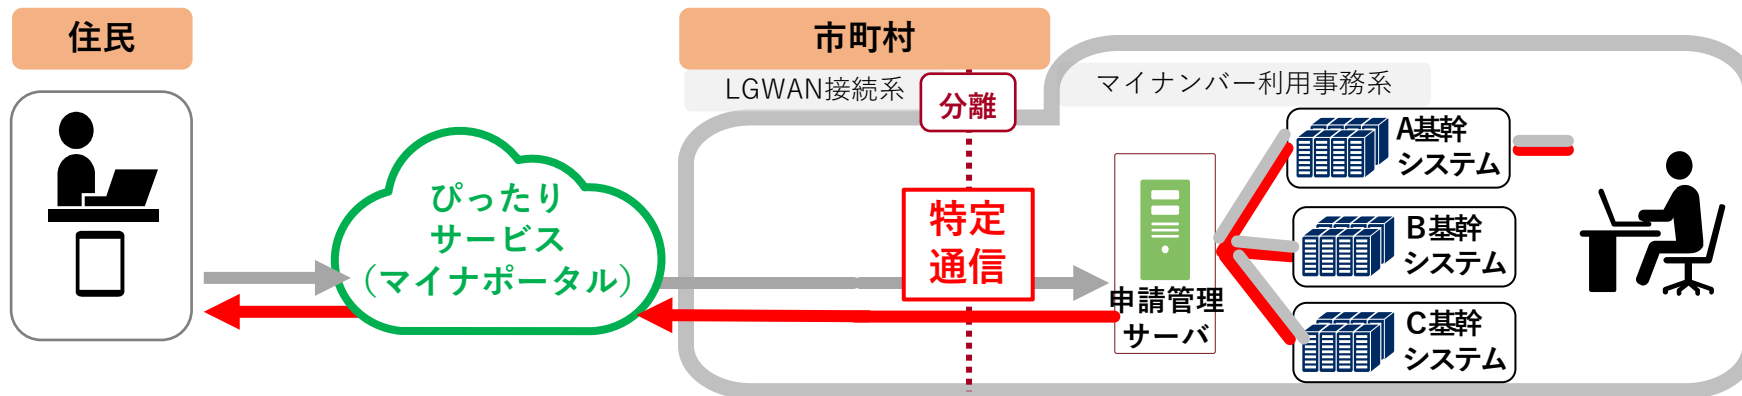 住民
市町村
LGWAN接続系
分離
マイナンバー利用事務系
ぴったり
サービス
(マイナポータル)
特定
通信
申請管理
サーバ
A基幹
システム
B基幹
システム
C基幹
システム